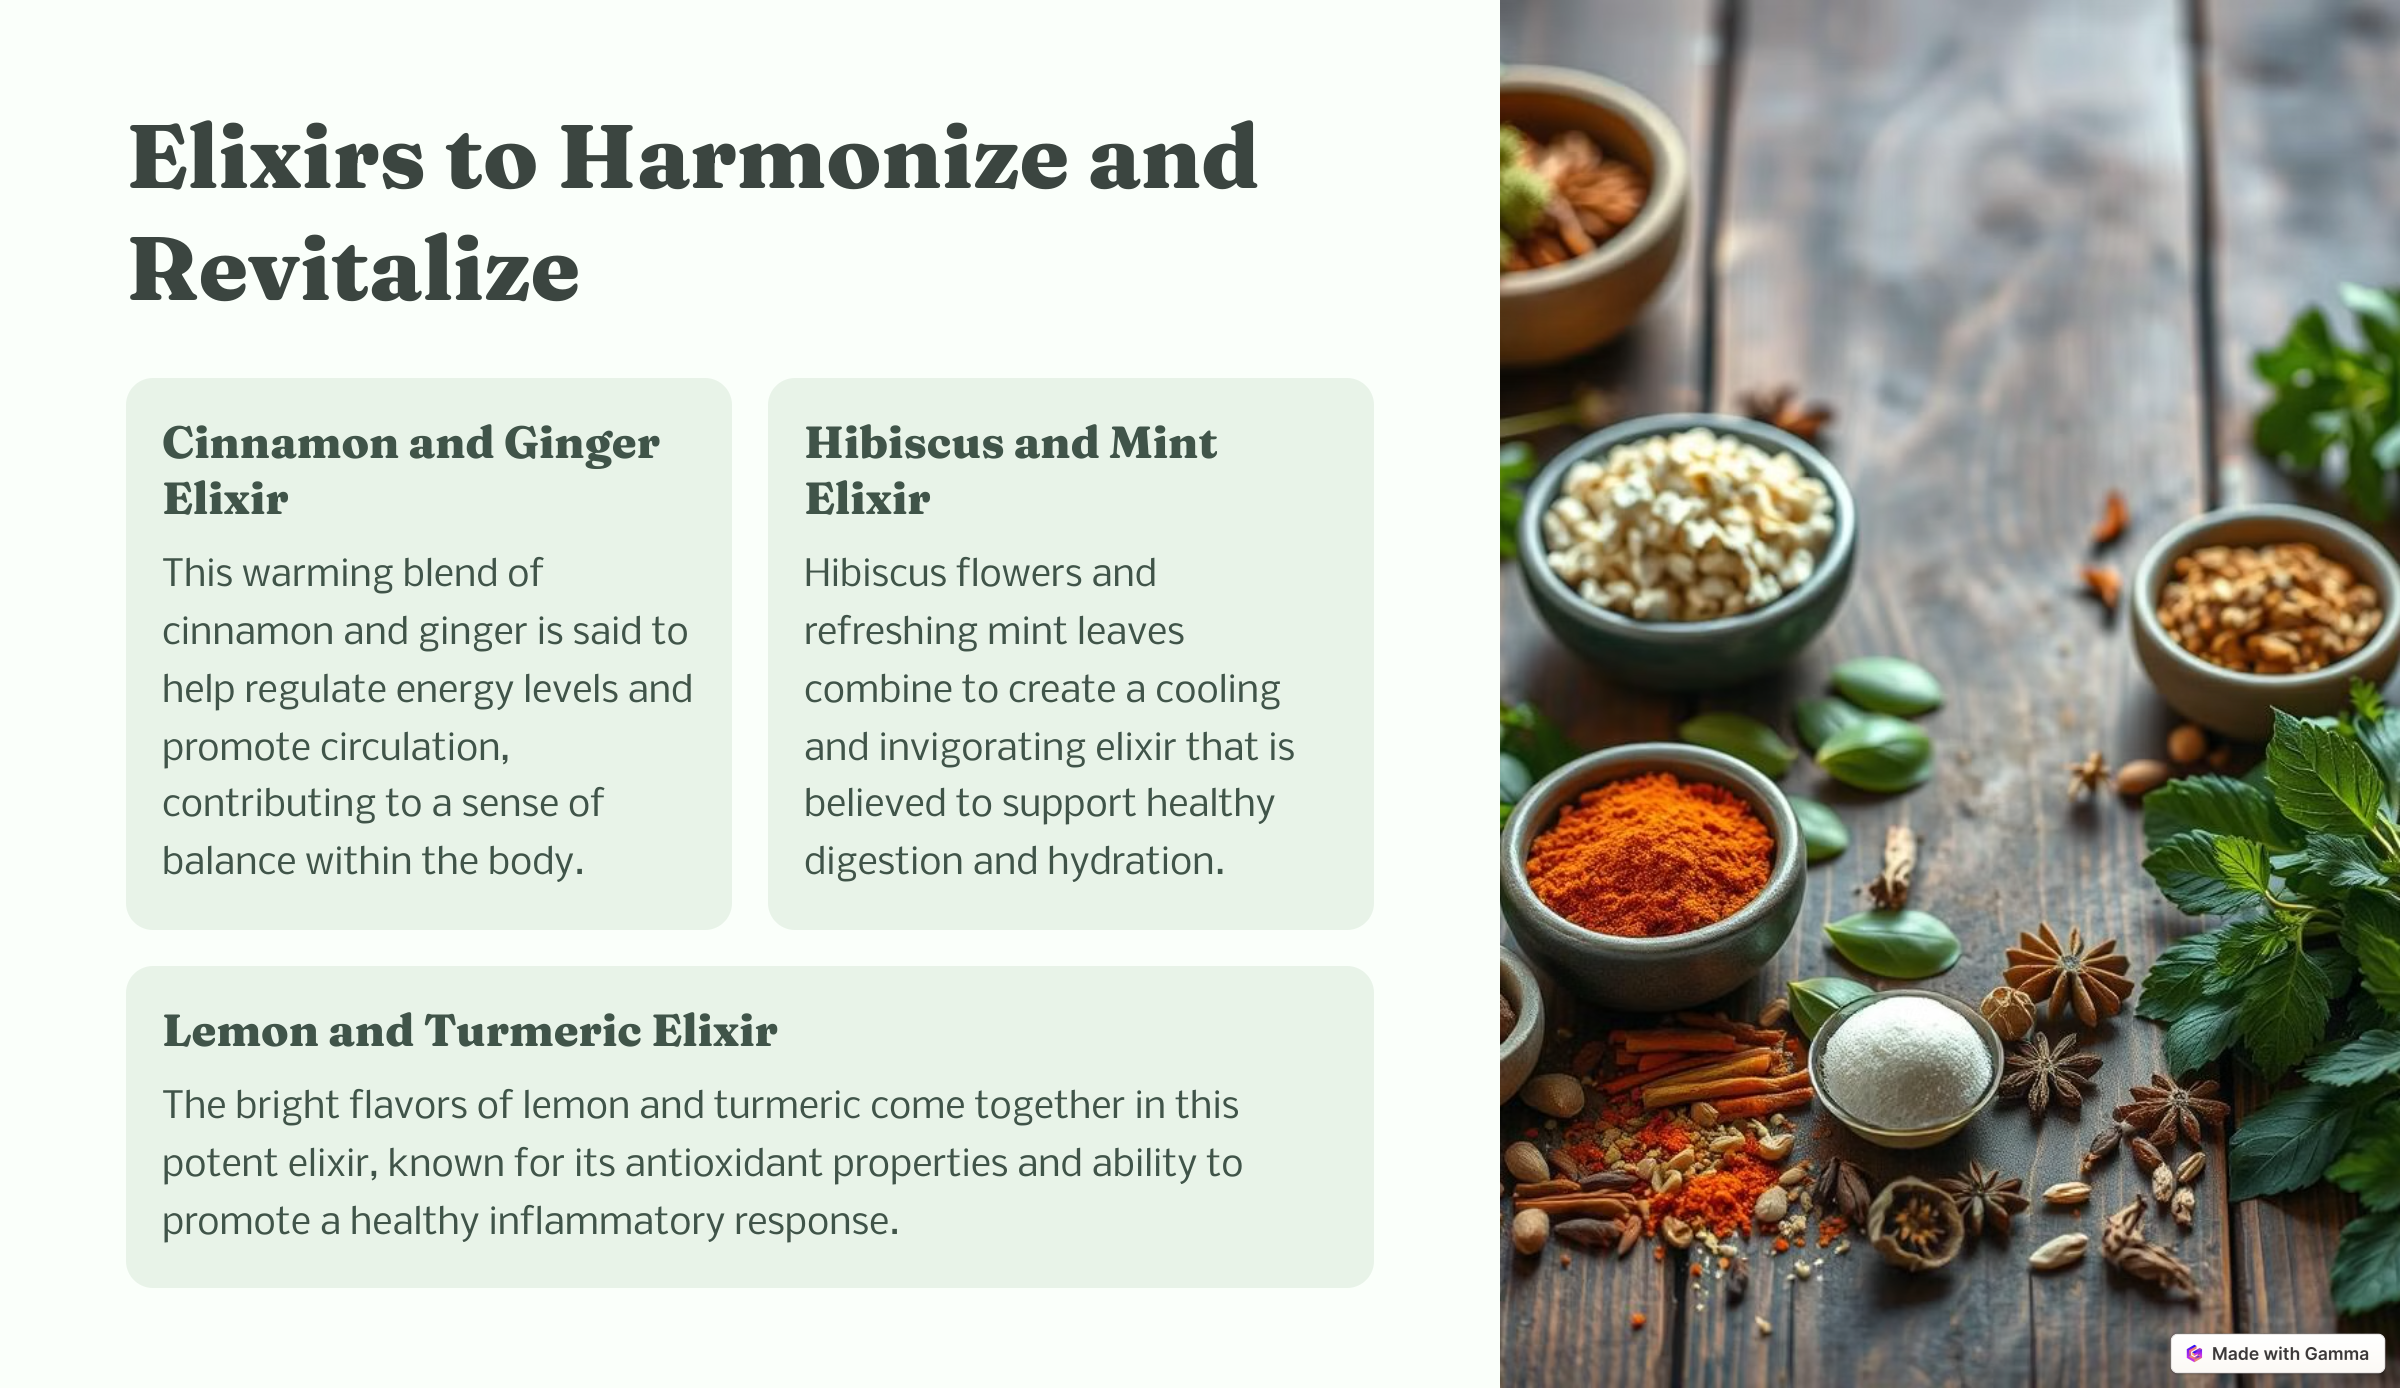 Elixirs to Harmonize and
Revitalize
Cinnamon and Ginger
Elixir
This warming blend of
cinnamon and ginger is said to
help regulate energy levels and
promote circulation,
contributing to a sense of
balance within the body.
Hibiscus and Mint
Elixir
Hibiscus flowers and
refreshing mint leaves
combine to create a cooling
and invigorating elixir that is
believed to support healthy
digestion and hydration.
Lemon and Turmeric Elixir
The bright flavors of lemon and turmeric come together in this
potent elixir, known for its antioxidant properties and ability to
promote a healthy inflammatory response.
Made with Gamma